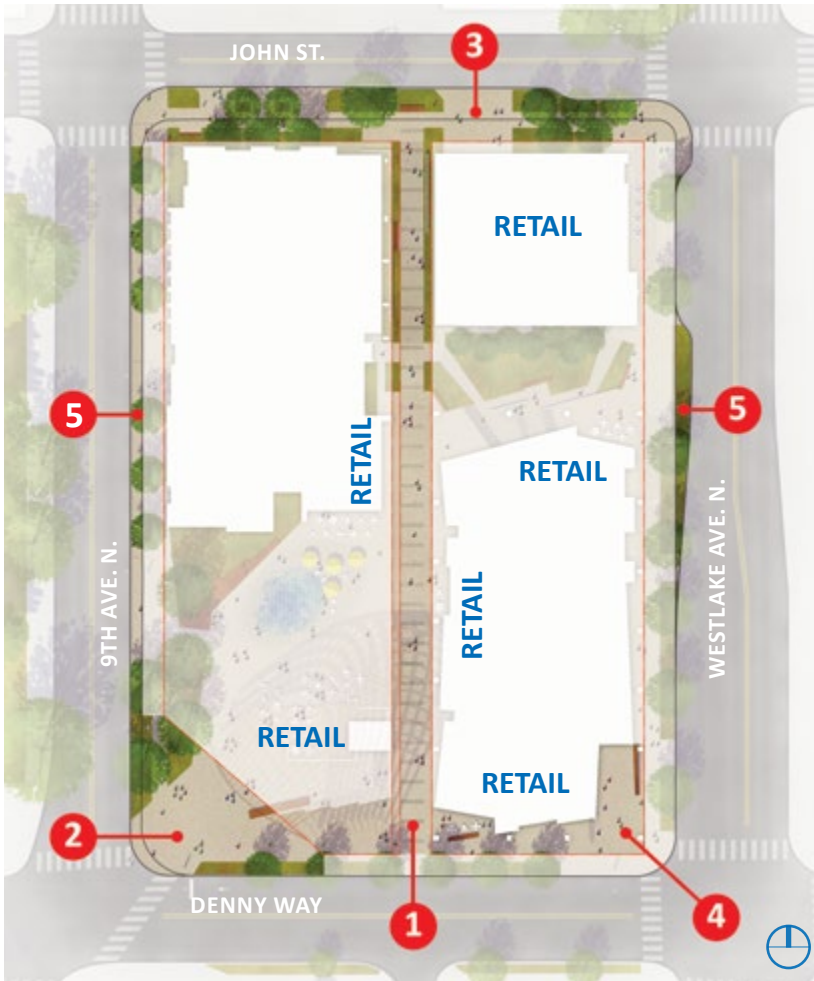 JOHN ST.
3
RETAIL
5
5
RETAIL
RETAIL
RETAIL
9TH AVE. N.
WESTLAKE AVE. N.
RETAIL
RETAIL
2
DENNY WAY
1
4